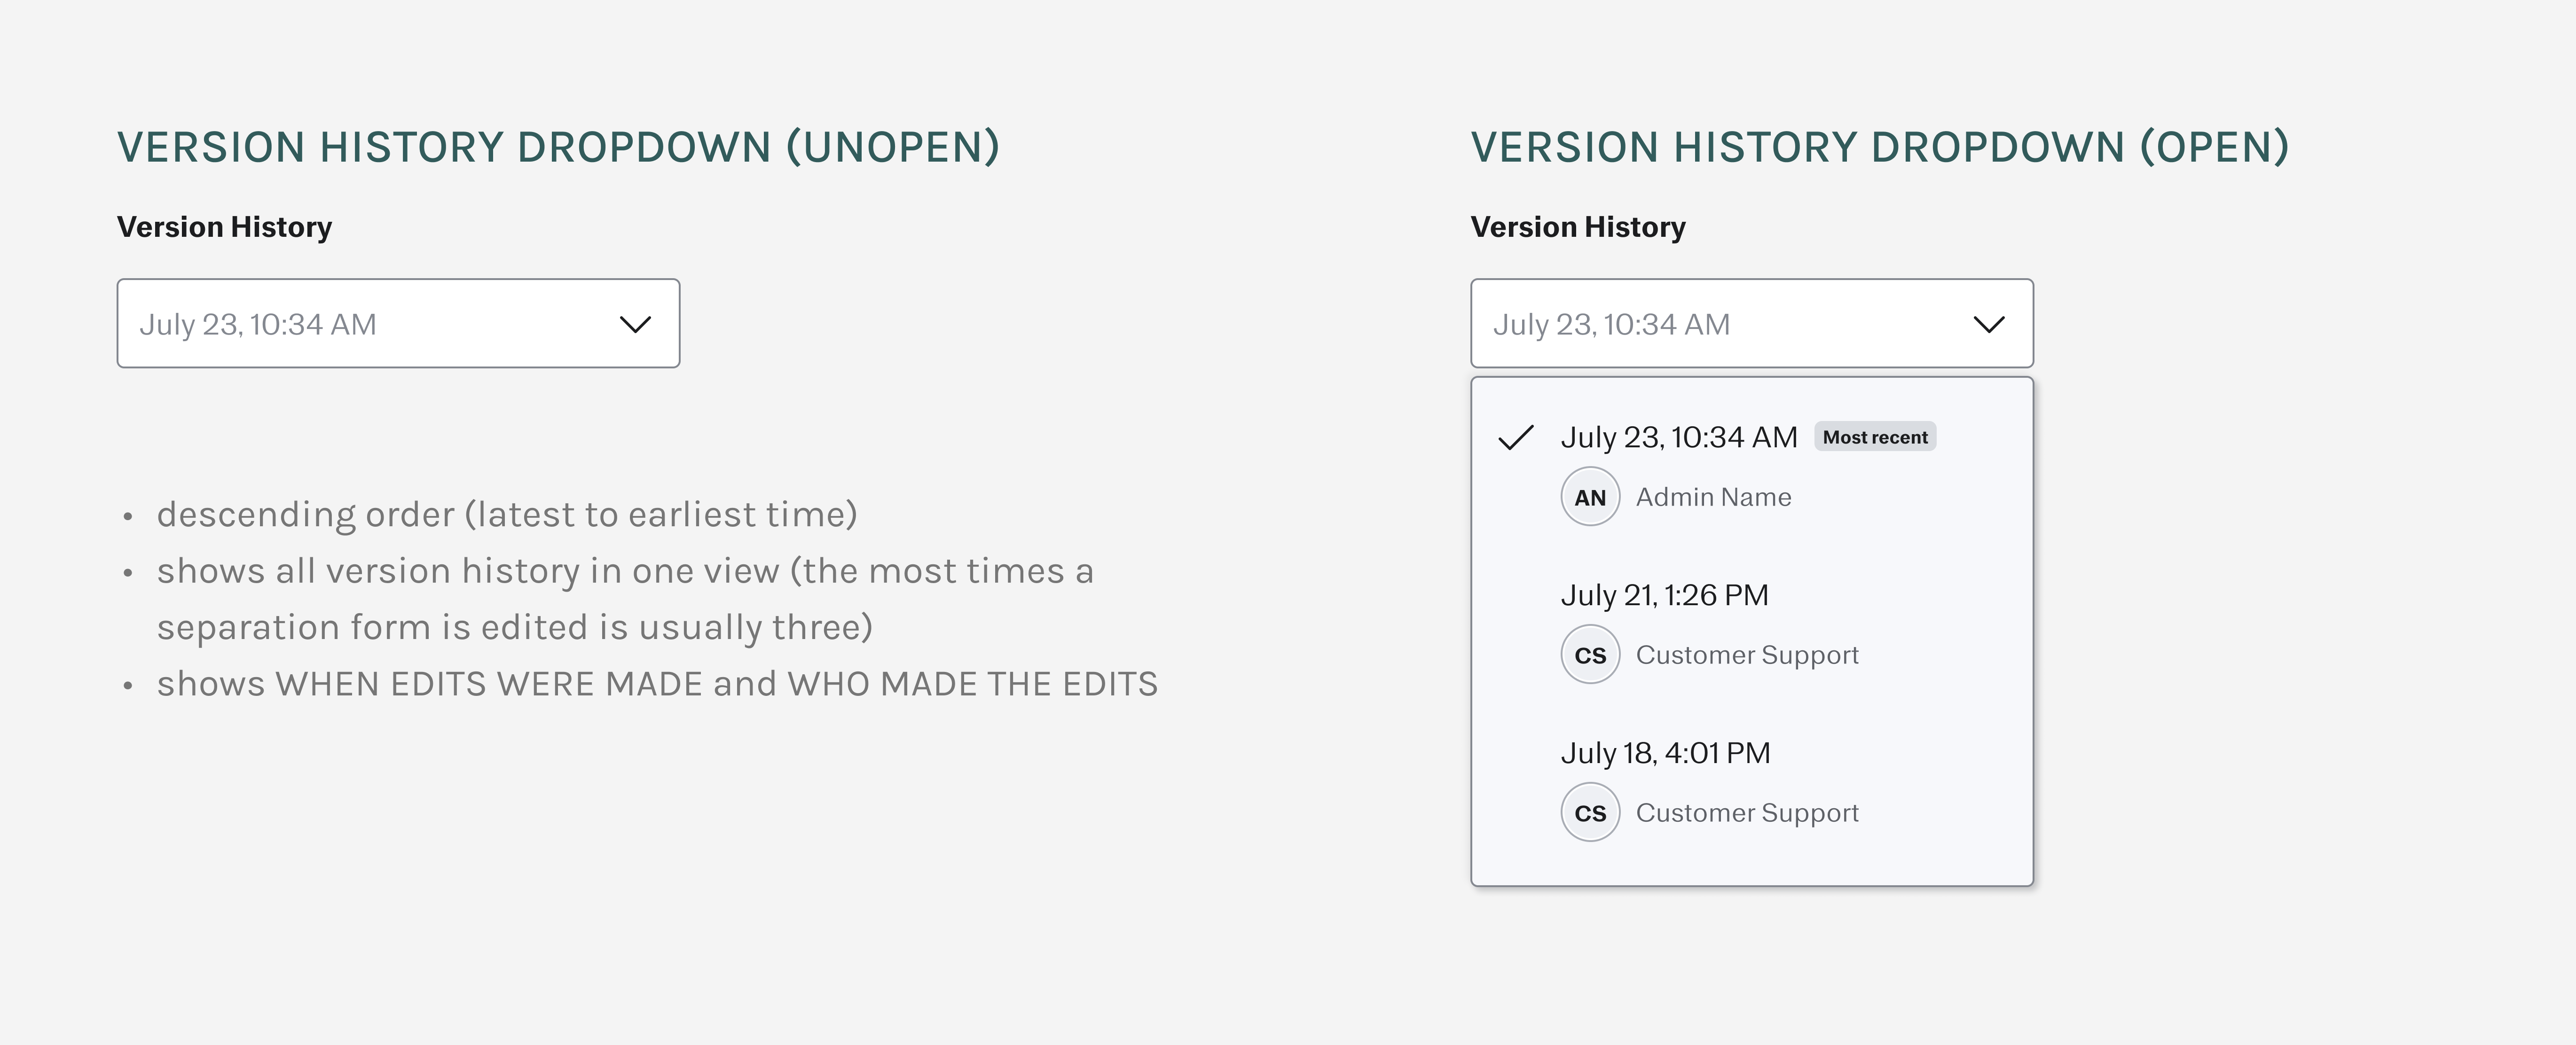 VERSION HISTORY DROPDOWN (UNOPEN)
Version History
July 23, 10:34 AM
• descending order (latest to earliest time)
• shows all version history in one view (the most times a
separation form is edited is usually three)
• shows WHEN EDITS WERE MADE and WHO MADE THE EDITS
VERSION HISTORY DROPDOWN (OPEN)
Version History
July 23, 10:34 AM
July 23, 10:34 AM Most recent
AN Admin Name
July 21, 1:26 PM
CS Customer Support
July 18, 4:01 PM
CS Customer Support